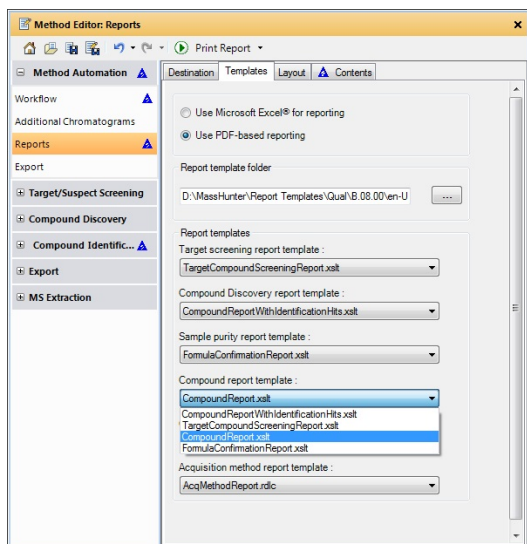 Method Editor: Reports
Print Report
Method Automation
Workflow
Additional Chromatograms
Reports
Export
Target/Suspect Screening
Compound Discovery
Compound Identific...
Export
MS Extraction
Destination Templates Layout Contents
Use Microsoft Excel® for reporting
Use PDF-based reporting
Report template folder
D:\MassHunter\Report Templates\Qual\B.08.00\en-U ...
Report templates
Target screening report template :
TargetCompoundScreeningReport.xslt
Compound Discovery report template :
CompoundReportWithIdentificationHits.xslt
Sample purity report template :
FormulaConfirmationReport.xslt
Compound report template :
CompoundReport.xslt
CompoundReportWithIdentificationHits.xslt
TargetCompoundScreeningReport.xslt
CompoundReport.xslt
FormulaConfirmationReport.xslt
Acquisition method report template :
AcqMethodReport.rdlc